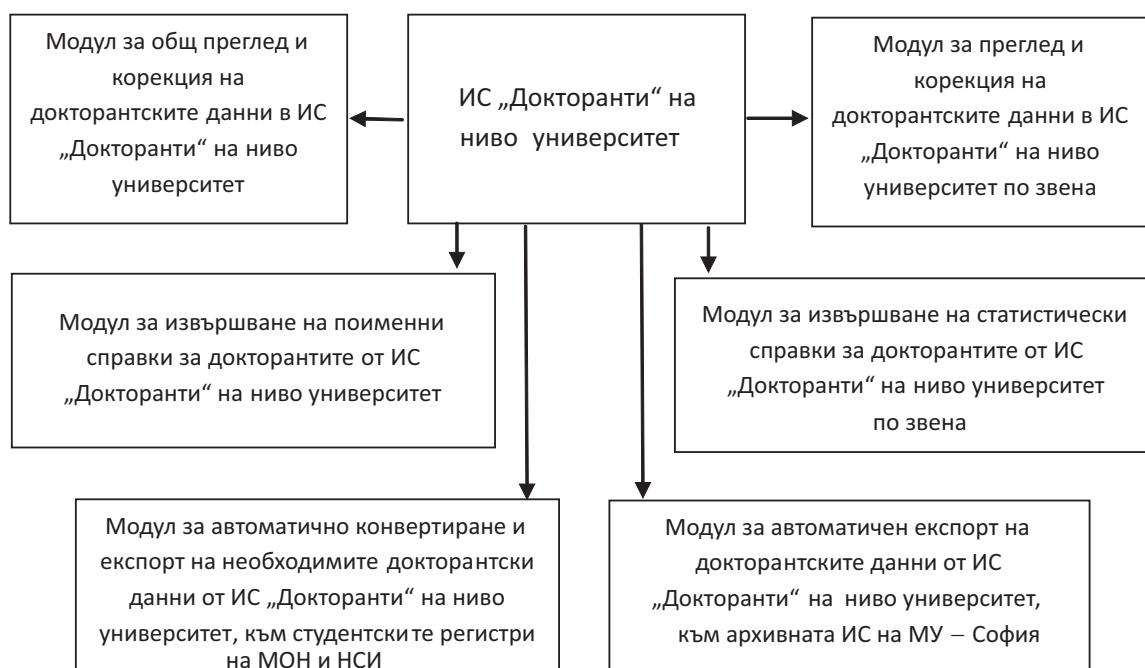 Модул за общ преглед и
корекция на
докторантските данни в ИС
„Докторанти“ на ниво
университет
ИС „Докторанти“ на
ниво университет
Модул за преглед и
корекция на
докторантските данни в ИС
„Докторанти“ на ниво
университет по звена
Модул за извършване на поименни
справки за докторантите от ИС
„Докторанти“ на ниво университет
Модул за извършване на статистически
справки за докторантите от ИС
„Докторанти“ на ниво университет
по звена
Модул за автоматично конвертиране и
експорт на необходимите докторантски
данни от ИС „Докторанти“ на ниво
университет, към студентските регистри
на МОН и НСИ
Модул за автоматичен експорт на
докторантските данни от ИС
„Докторанти“ на ниво университет,
към архивната ИС на МУ – София